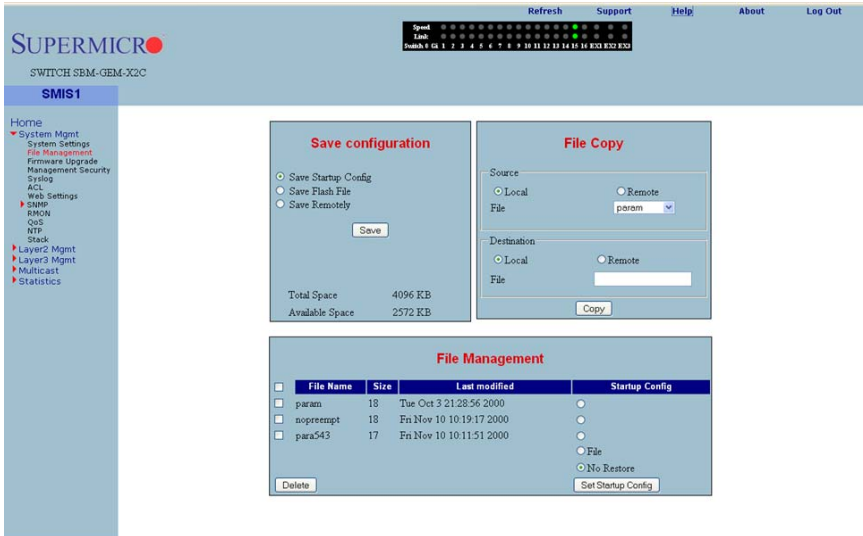 Refresh Support Help About Log Out
SUPERMICRO
Speed
Link
Switch 0 Gi 1 2 3 4 5 6 7 8 9 10 11 12 13 14 15 16 EX1 EX2 EX3
SWITCH SBM-GEM-X2C
SMIS1
Home
System Mgmt
System Settings
File Management
Firmware Upgrade
Management Security
Syslog
ACL
Web Settings
SNMP
RMON
QoS
NTP
Stack
Layer2 Mgmt
Layer3 Mgmt
Multicast
Statistics
Save configuration
Save Startup Config
Save Flash File
Save Remotely
Save
Total Space 4096 KB
Available Space 2572 KB
File Copy
Source
Local Remote
File param
Destination
Local Remote
File
Copy
File Management
File Name Size Last modified Startup Config
param 18 Tue Oct 3 21:28:56 2000
nopreempt 18 Fri Nov 10 10:19:17 2000
para543 17 Fri Nov 10 10:11:51 2000
File
No Restore
Delete Set Startup Config